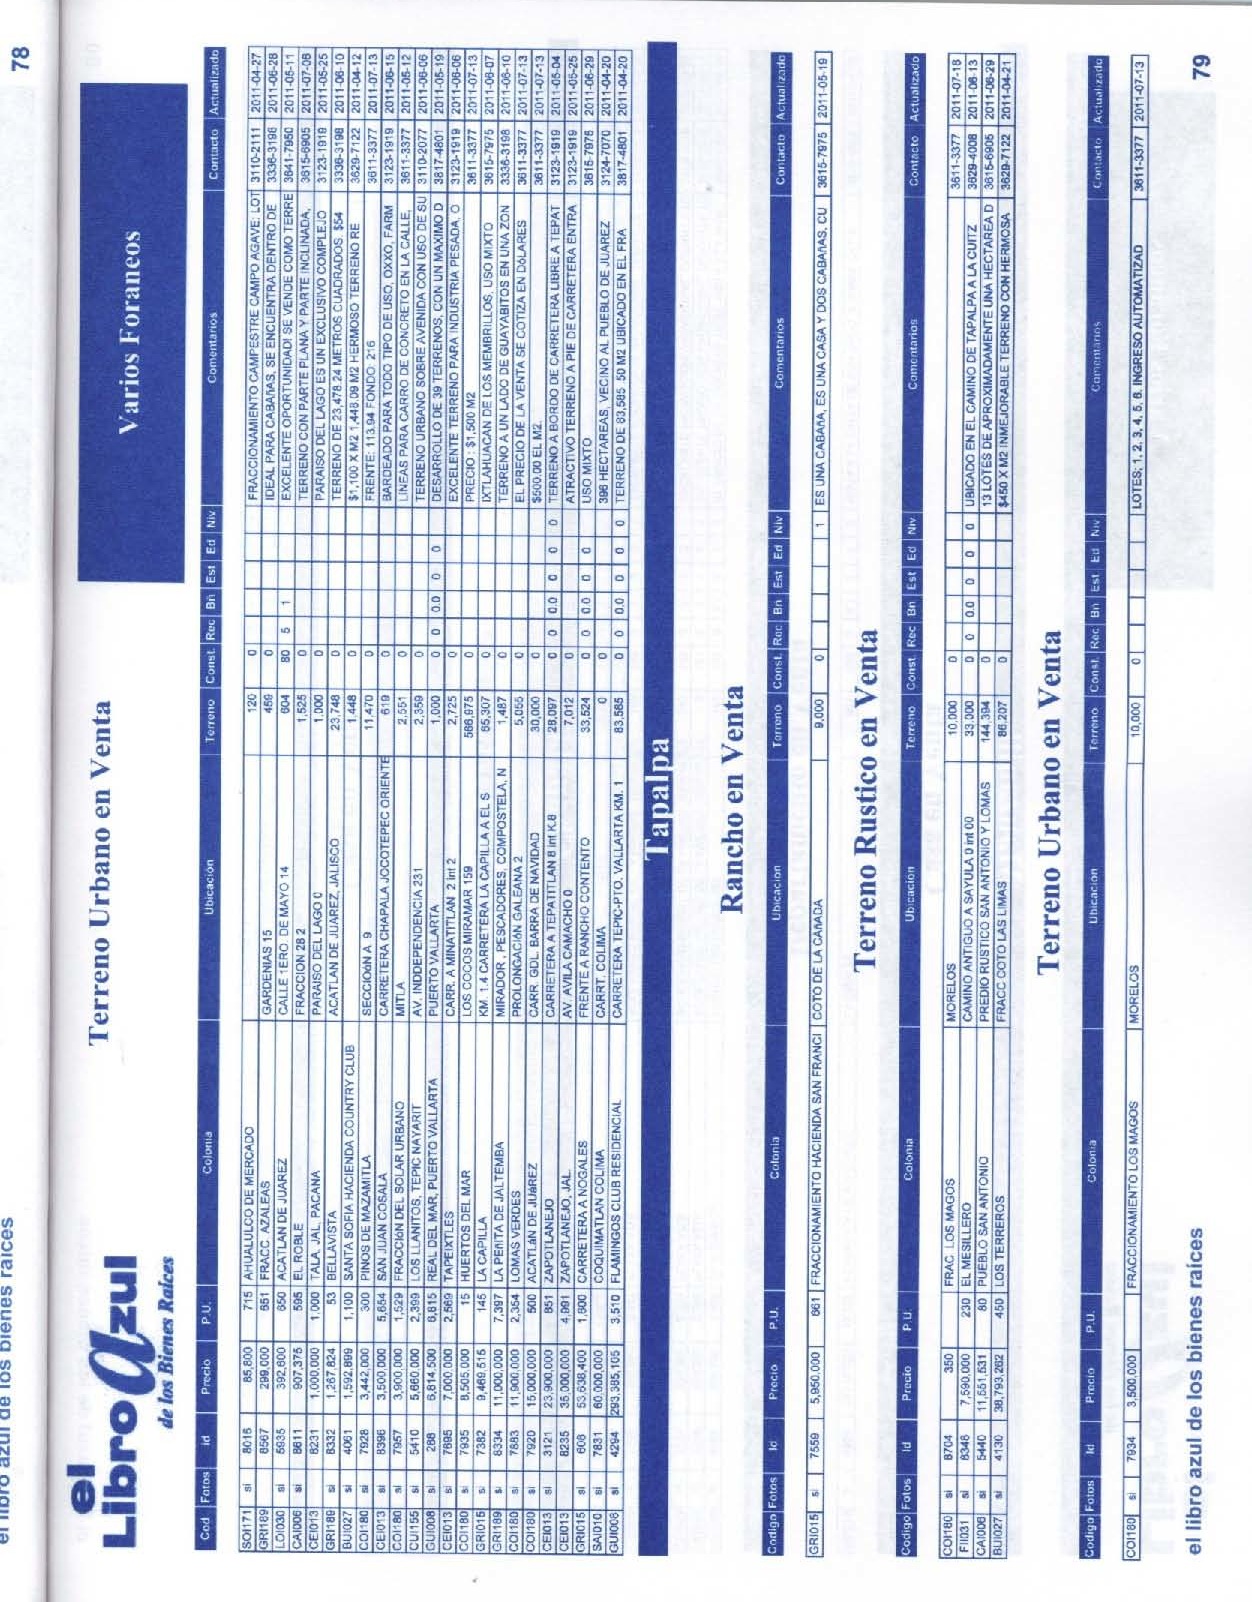 78
el libro azul de los bienes raíces
el
Libro Azul
de los Bienes Raíces
Terreno Urbano en Venta
Varios Foraneos
Cod Fotos id Precio P.U. Colonia Ubicación Terreno Const. Rec Bñ Est Ed Niv Comentarios Contacto Actualizado
COI171 si 8015 85,800 715 AHUALULCO DE MERCADO 120 0 FRACCIONAMIENTO CAMPESTRE CAMPO AGAVE: LOT 3110-2111 2011-04-27
GRI189 si 8567 299,000 651 FRACC. AZALEAS GARDENIAS 15 459 0 IDEAL PARA CABAÑAS, SE ENCUENTRA DENTRO DE 3336-3198 2011-06-28
LOI030 si 5935 392,600 650 ACATLAN DE JUAREZ CALLE 1ERO. DE MAYO 14 604 80 5 1 EXCELENTE OPORTUNIDAD! SE VENDE COMO TERRE 3641-7950 2011-05-11
CAI006 si 8611 907,375 595 EL ROBLE FRACCION 28 2 1,525 0 TERRENO CON PARTE PLANA Y PARTE INCLINADA, 3615-6905 2011-07-08
CEI013 si 8231 1,000,000 1,000 TALA, JAL, PACANA PARAISO DEL LAGO 0 1,000 0 PARAISO DEL LAGO ES UN EXCLUSIVO COMPLEJO 3123-1919 2011-05-25
GRI189 si 8332 1,267,824 53 BELLAVISTA ACATLAN DE JUAREZ, JALISCO 23,748 0 TERRENO DE 23,478.24 METROS CUADRADOS $54 3336-3198 2011-06-10
BUI027 si 4061 1,592,899 1,100 SANTA SOFIA HACIENDA COUNTRY CLUB 1,448 0 $1,100 X M2 1,448.09 M2 HERMOSO TERRENO RE 3629-7122 2011-04-12
COI180 si 7928 3,442,000 300 PINOS DE MAZAMITLA SECCIÓN A 9 11,470 0 FRENTE: 113.94 FONDO: 216 3611-3377 2011-07-13
CEI013 si 8396 3,500,000 5,654 SAN JUAN COSALA CARRETERA CHAPALA JOCOTEPEC ORIENTE 619 0 BARDEADO PARA TODO TIPO DE USO, OXXO, FARM 3123-1919 2011-06-15
COI180 si 7957 3,900,000 1,529 FRACCIÓN DEL SOLAR URBANO MITLA 2,551 0 LINEAS PARA CARRO DE CONCRETO EN LA CALLE, 3611-3377 2011-06-12
CUI155 si 5410 5,660,000 2,399 LOS LLANITOS, TEPIC NAYARIT AV. INDDEPENDENCIA 231 2,359 0 TERRENO URBANO SOBRE AVENIDA CON USO DE SU 3110-2077 2011-06-06
GUI008 si 268 6,814,500 6,815 REAL DEL MAR, PUERTO VALLARTA PUERTO VALLARTA 1,000 0 0 0.0 0 0 DESARROLLO DE 39 TERRENOS, CON UN MAXIMO D 3817-4801 2011-05-19
CEI013 si 7695 7,000,000 2,569 TAPEIXTLES CARR. A MINATITLAN 2 int 2 2,725 0 EXCELENTE TERRENO PARA INDUSTRIA PESADA, O 3123-1919 2011-06-06
COI180 si 7935 8,505,000 15 HUERTOS DEL MAR LOS COCOS MIRAMAR 159 586,975 0 PRECIO : $1,500 M2 3611-3377 2011-07-13
GRI015 si 7382 9,469,515 145 LA CAPILLA KM. 1.4 CARRETERA LA CAPILLA A EL S 65,307 0 IXTLAHUACAN DE LOS MEMBRILLOS, USO MIXTO 3615-7975 2011-06-07
GRI189 si 8334 11,000,000 7,397 LA PEñITA DE JALTEMBA MIRADOR , PESCADORES, COMPOSTELA, N 1,487 0 TERRENO A UN LADO DE GUAYABITOS EN UNA ZON 3336-3198 2011-06-10
COI180 si 7883 11,900,000 2,354 LOMAS VERDES PROLONGACIÓN GALEANA 2 5,055 0 EL PRECIO DE LA VENTA SE COTIZA EN DÓLARES 3611-3377 2011-07-13
COI180 si 7920 15,000,000 500 ACATLáN DE JUáREZ CARR. GDL. BARRA DE NAVIDAD 30,000 0 $500.00 EL M2. 3611-3377 2011-07-13
CEI013 si 3121 23,900,000 851 ZAPOTLANEJO CARRETERA A TEPATITLAN 8 int K.8 28,097 0 0 0.0 0 0 0 TERRENO A BORDO DE CARRETERA LIBRE A TEPAT 3123-1919 2011-05-04
CEI013 si 8235 35,000,000 4,991 ZAPOTLANEJO, JAL. AV. AVILA CAMACHO 0 7,012 0 ATRACTIVO TERRENO A PIE DE CARRETERA ENTRA 3123-1919 2011-05-25
GRI015 si 608 53,638,400 1,600 CARRETERA A NOGALES FRENTE A RANCHO CONTENTO 33,524 0 0 0.0 0 0 USO MIXTO 3615-7975 2011-06-29
SAI010 si 7831 60,000,000 COQUIMATLAN COLIMA CARRT. COLIMA 0 0 396 HECTAREAS, VECINO AL PUEBLO DE JUAREZ 3124-7070 2011-04-20
GUI008 si 4294 293,385,105 3,510 FLAMINGOS CLUB RESIDENCIAL CARRETERA TEPIC-PTO. VALLARTA KM. 1 83,585 0 0 0.0 0 0 0 TERRENO DE 83,585 50 M2 UBICADO EN EL FRA 3817-4801 2011-04-20
Tapalpa
Rancho en Venta
Codigo Fotos Id Precio P.U. Colonia Ubicacion Terreno Const. Rec Bn Est Ed Niv Comentarios Contacto Actualizado
GRI015 si 7559 5,950,000 661 FRACCIONAMIENTO HACIENDA SAN FRANCI COTO DE LA CAñADA 9,000 0 1 ES UNA CABAñA, ES UNA CASA Y DOS CABAñAS, CU 3615-7975 2011-05-19
Terreno Rustico en Venta
Codigo Fotos Id Precio P.U. Colonia Ubicacion Terreno Const. Rec Bn Est Ed Niv Comentarios Contacto Actualizado
COI180 si 8704 350 FRAC. LOS MAGOS MORELOS 10,000 0 3611-3377 2011-07-18
FII031 si 8346 7,590,000 230 EL MESILLERO CAMINO ANTIGUO A SAYULA 0 int 00 33,000 0 0 0.0 0 0 0 UBICADO EN EL CAMINO DE TAPALPA A LA CUITZ 3629-4008 2011-06-13
CAI006 si 5440 11,551,531 80 PUEBLO SAN ANTONIO PREDIO RUSTICO SAN ANTONIO Y LOMAS 144,394 0 13 LOTES DE APROXIMADAMENTE UNA HECTAREA D 3615-6905 2011-06-29
BUI027 si 4130 38,793,262 450 LOS TERREROS FRACC COTO LAS LIMAS 86,207 0 $450 X M2 INMEJORABLE TERRENO CON HERMOSA 3629-7122 2011-04-21
Terreno Urbano en Venta
Codigo Fotos Id Precio P.U. Colonia Ubicacion Terreno Const. Rec Bn Est Ed Niv Comentarios Contacto Actualizado
COI180 si 7934 3,500,000 FRACCIONAMIENTO LOS MAGOS MORELOS 10,000 0 LOTES: 1, 2, 3, 4, 5, 6. INGRESO AUTOMATIZAD 3611-3377 2011-07-13
el libro azul de los bienes raíces
79